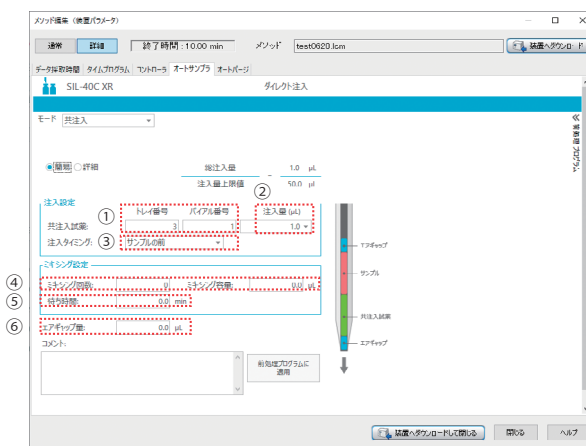 メソッド編集 (装置パラメータ)
通常 詳細 終了時間 : 10.00 min メソッド test0620.lcm 装置へダウンロード
データ採取時間 タイムプログラム コントローラ オートサンプラ オートパージ
SIL-40C XR ダイレクト注入
モード 共注入
前処理プログラム
簡易 詳細 総注入量 1.0 µL
注入量上限値 50.0 µl
②
注入設定
① トレイ番号 バイアル番号 注入量 (µL)
共注入試薬: 3 1 1.0
注入タイミング: ③ サンプルの前
エアギャップ
ミキシング設定
サンプル
④ ミキシング回数: 0 ミキシング容量: 0.0 µL
⑤ 待ち時間: 0.0 min
共注入試薬
⑥ エアギャップ量: 0.0 µL
エアギャップ
コメント:
前処理プログラムに
適用
装置へダウンロードして閉じる 閉じる ヘルプ